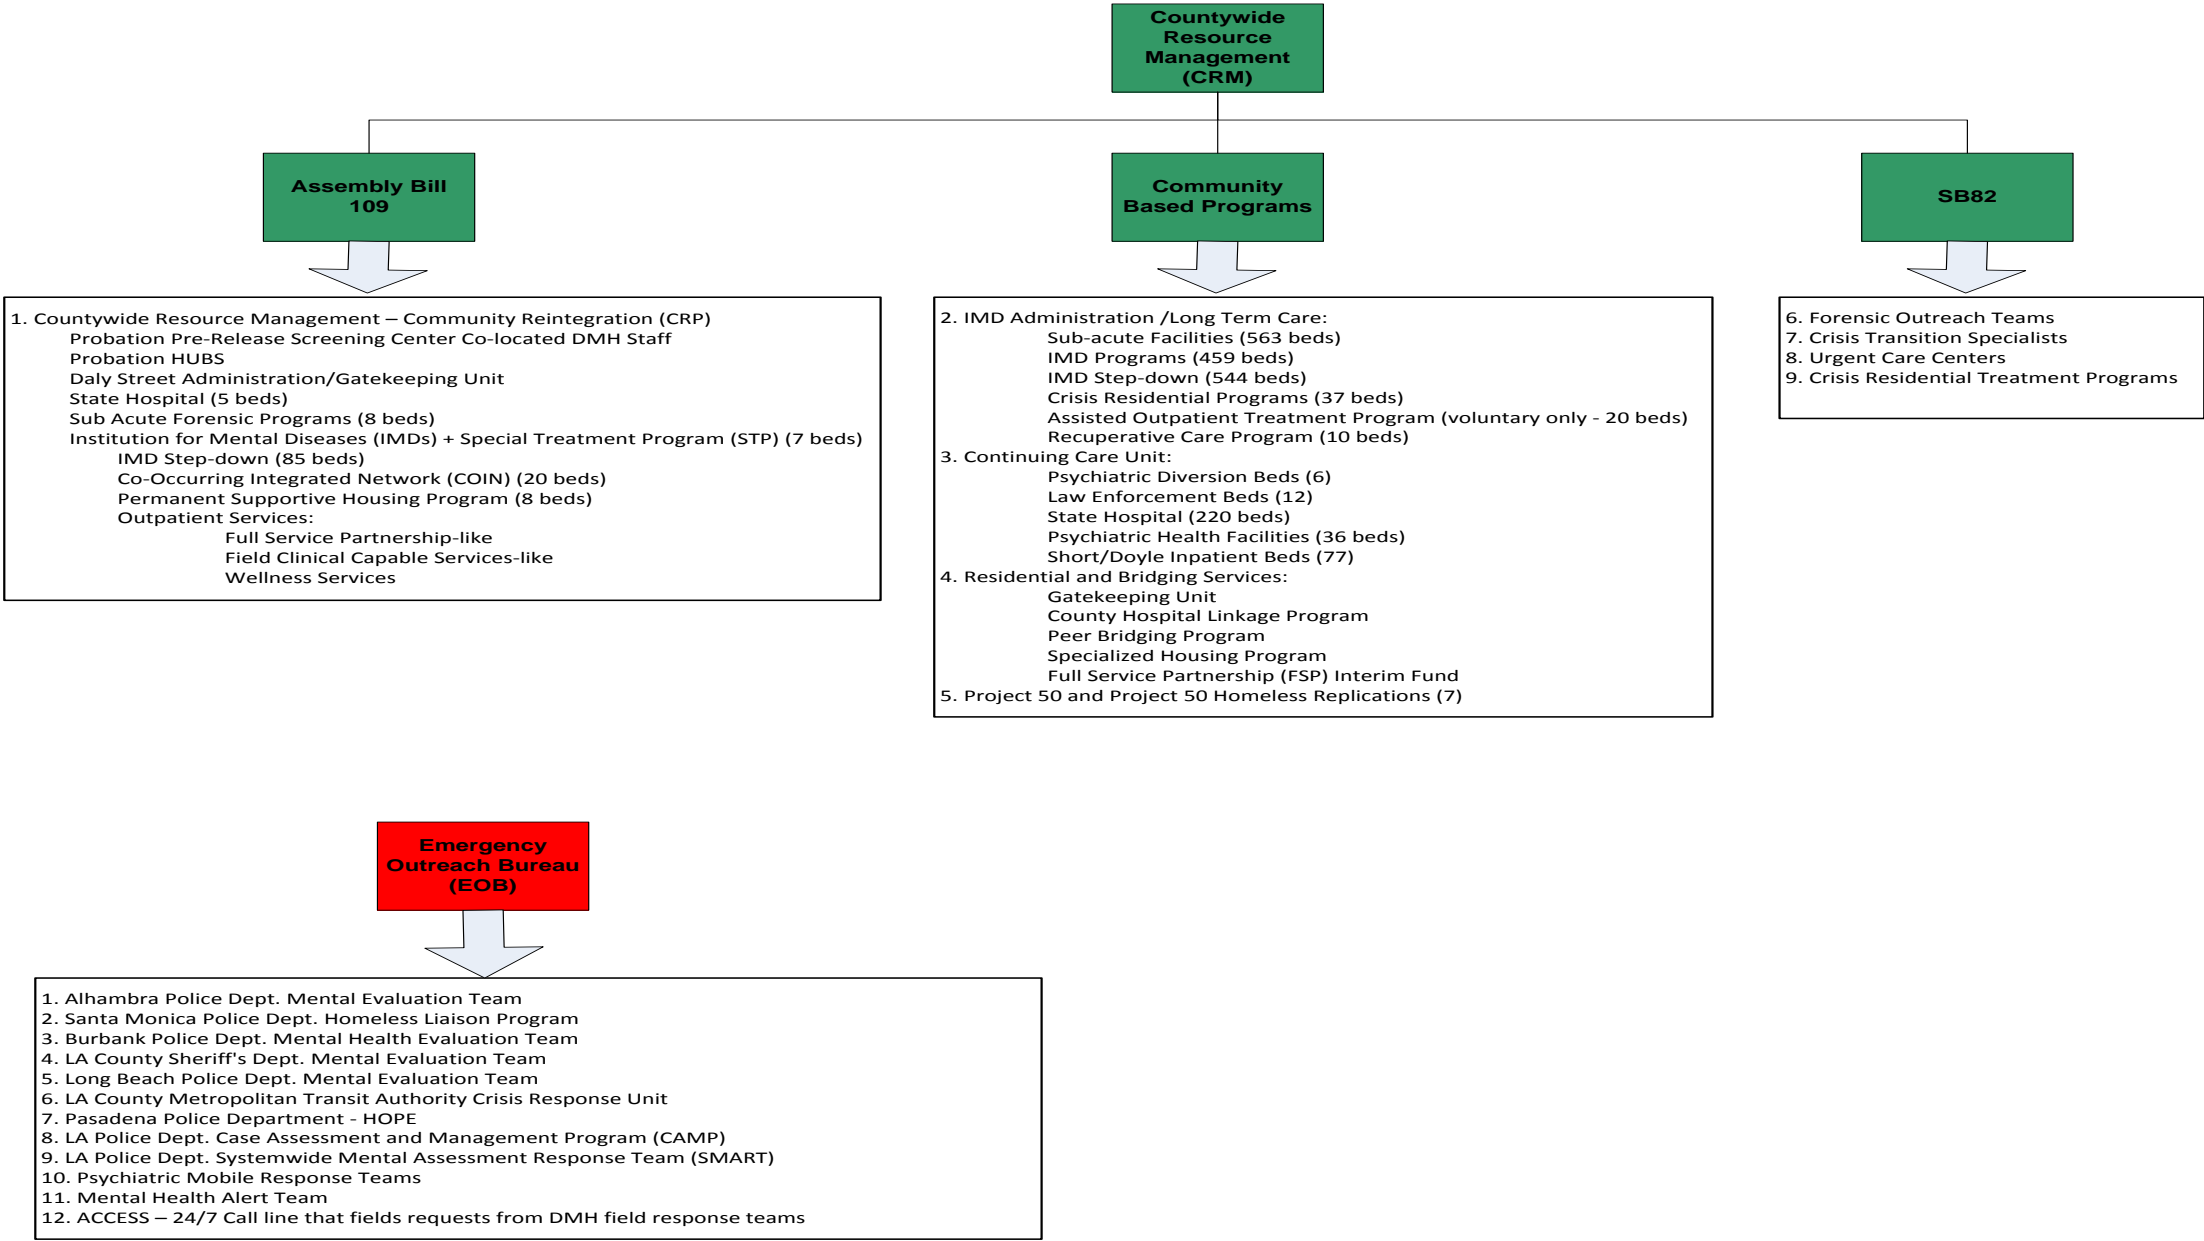 Countywide
Resource
Management
(CRM)
Assembly Bill
109
Community
Based Programs
SB82
1. Countywide Resource Management – Community Reintegration (CRP)
Probation Pre-Release Screening Center Co-located DMH Staff
Probation HUBS
Daly Street Administration/Gatekeeping Unit
State Hospital (5 beds)
Sub Acute Forensic Programs (8 beds)
Institution for Mental Diseases (IMDs) + Special Treatment Program (STP) (7 beds)
IMD Step-down (85 beds)
Co-Occurring Integrated Network (COIN) (20 beds)
Permanent Supportive Housing Program (8 beds)
Outpatient Services:
Full Service Partnership-like
Field Clinical Capable Services-like
Wellness Services
2. IMD Administration /Long Term Care:
Sub-acute Facilities (563 beds)
IMD Programs (459 beds)
IMD Step-down (544 beds)
Crisis Residential Programs (37 beds)
Assisted Outpatient Treatment Program (voluntary only - 20 beds)
Recuperative Care Program (10 beds)
3. Continuing Care Unit:
Psychiatric Diversion Beds (6)
Law Enforcement Beds (12)
State Hospital (220 beds)
Psychiatric Health Facilities (36 beds)
Short/Doyle Inpatient Beds (77)
4. Residential and Bridging Services:
Gatekeeping Unit
County Hospital Linkage Program
Peer Bridging Program
Specialized Housing Program
Full Service Partnership (FSP) Interim Fund
5. Project 50 and Project 50 Homeless Replications (7)
6. Forensic Outreach Teams
7. Crisis Transition Specialists
8. Urgent Care Centers
9. Crisis Residential Treatment Programs
Emergency
Outreach Bureau
(EOB)
1. Alhambra Police Dept. Mental Evaluation Team
2. Santa Monica Police Dept. Homeless Liaison Program
3. Burbank Police Dept. Mental Health Evaluation Team
4. LA County Sheriff's Dept. Mental Evaluation Team
5. Long Beach Police Dept. Mental Evaluation Team
6. LA County Metropolitan Transit Authority Crisis Response Unit
7. Pasadena Police Department - HOPE
8. LA Police Dept. Case Assessment and Management Program (CAMP)
9. LA Police Dept. Systemwide Mental Assessment Response Team (SMART)
10. Psychiatric Mobile Response Teams
11. Mental Health Alert Team
12. ACCESS – 24/7 Call line that fields requests from DMH field response teams